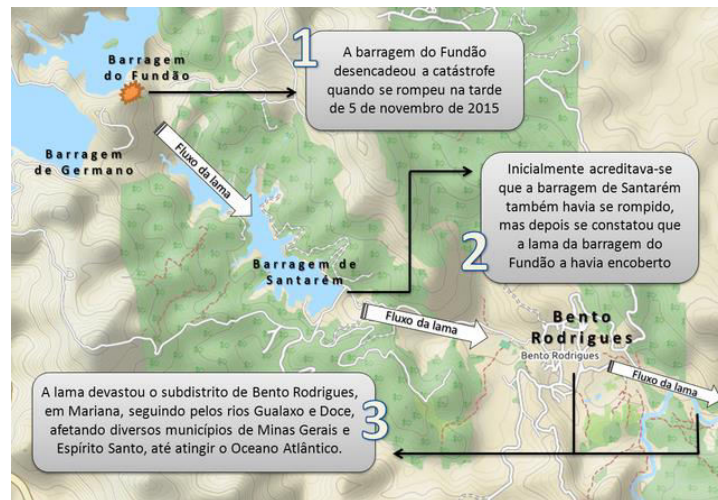 Barragem
do Fundão
1
A barragem do Fundão
desencadeou a catástrofe
quando se rompeu na tarde
de 5 de novembro de 2015
Barragem
de Germano
Fluxo da lama
Inicialmente acreditava-se
que a barragem de Santarém
também havia se rompido,
mas depois se constatou que
a lama da barragem do
Fundão a havia encoberto
2
Barragem de
Santarém
Fluxo da lama
Bento
Rodrigues
Bento Rodrigues
Fluxo da lama
A lama devastou o subdistrito de Bento Rodrigues,
em Mariana, seguindo pelos rios Gualaxo e Doce,
afetando diversos municípios de Minas Gerais e
Espírito Santo, até atingir o Oceano Atlântico.
3